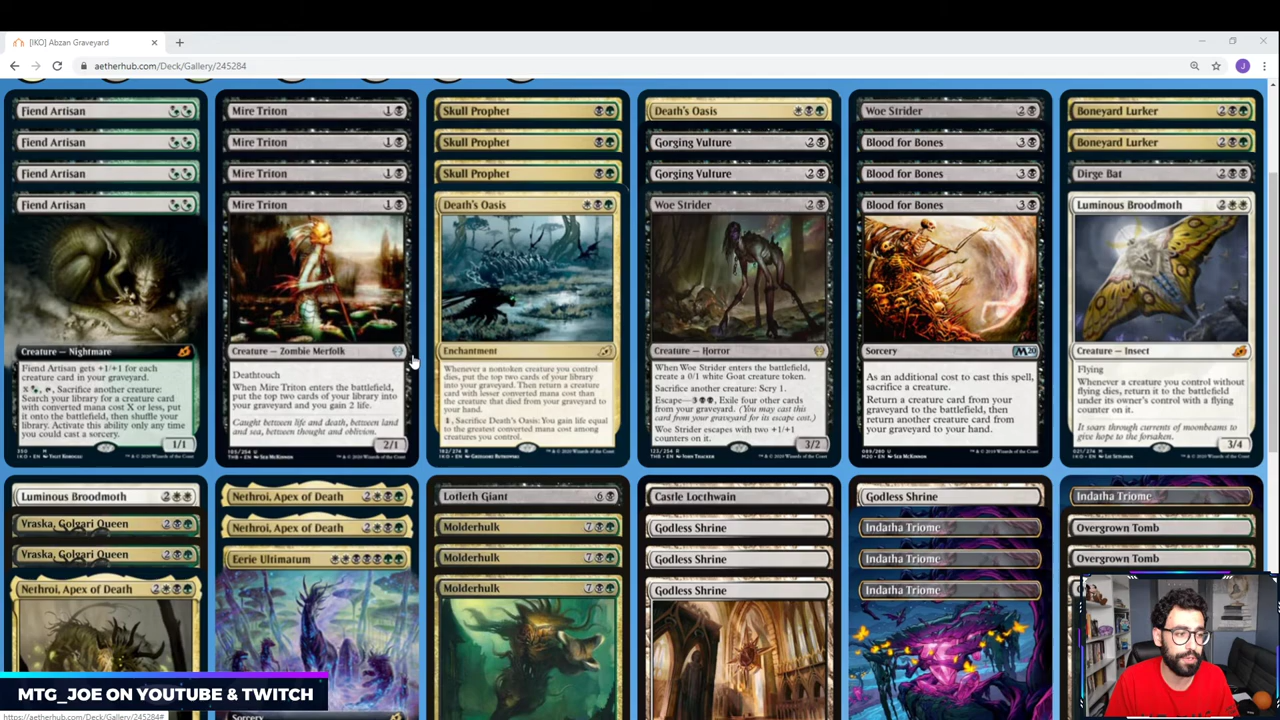 [IKO] Abzan Graveyard
aetherhub.com/Deck/Gallery/245284
J
Fiend Artisan
Fiend Artisan
Fiend Artisan
Fiend Artisan
Creature — Nightmare
Fiend Artisan gets +1/+1 for each
creature card in your graveyard.
Sacrifice another creature:
Search your library for a creature
card with converted mana cost X or less, put
it onto the battlefield, then shuffle your
library. Activate this ability only any time
you could cast a sorcery.
1/1
Mire Triton
Mire Triton
Mire Triton
Mire Triton
Creature — Zombie Merfolk
Deathtouch
When Mire Triton enters the battlefield,
put the top two cards of your library into
your graveyard and you gain 2 life.
Caught between life and death, between land
and sea, between thought and oblivion.
2/1
Skull Prophet
Skull Prophet
Skull Prophet
Death's Oasis
Enchantment
Whenever a nontoken creature you control
dies, put the top two cards of your library
into your graveyard. Then return a creature
card with lesser converted mana cost
than the creature that died from your graveyard to
your hand.
1, Sacrifice Death's Oasis: You gain life
equal to the greatest converted mana cost among
creatures you control.
Death's Oasis
Gorging Vulture
Gorging Vulture
Woe Strider
Creature — Horror
When Woe Strider enters the battlefield,
create a 0/1 white Goat creature token.
Sacrifice another creature: Scry 1.
Escape—3, Exile four other cards
from your graveyard. (You may cast
this card from your graveyard for its escape cost.)
Woe Strider escapes with two +1/+1
counters on it.
3/2
Woe Strider
Blood for Bones
Blood for Bones
Blood for Bones
Sorcery
M20
As an additional cost to cast this spell,
sacrifice a creature.
Return a creature card from your
graveyard to the battlefield, then
return another creature card from
your graveyard to your hand.
Boneyard Lurker
Boneyard Lurker
Dirge Bat
Luminous Broodmoth
Creature — Insect
Flying
Whenever a creature you control without
flying dies, return it to the battlefield
under its owner's control with a flying
counter on it.
It soars through currents of moonbeams to
give hope to the forsaken.
3/4
Luminous Broodmoth
Vraska, Golgari Queen
Vraska, Golgari Queen
Nethroi, Apex of Death
Nethroi, Apex of Death
Nethroi, Apex of Death
Eerie Ultimatum
Sorcery
Lotleth Giant
Molderhulk
Molderhulk
Molderhulk
Castle Locthwain
Godless Shrine
Godless Shrine
Godless Shrine
Godless Shrine
Indatha Triome
Indatha Triome
Indatha Triome
Indatha Triome
Overgrown Tomb
Overgrown Tomb
MTG_JOE ON YOUTUBE & TWITCH
https://aetherhub.com/Deck/Gallery/245284#